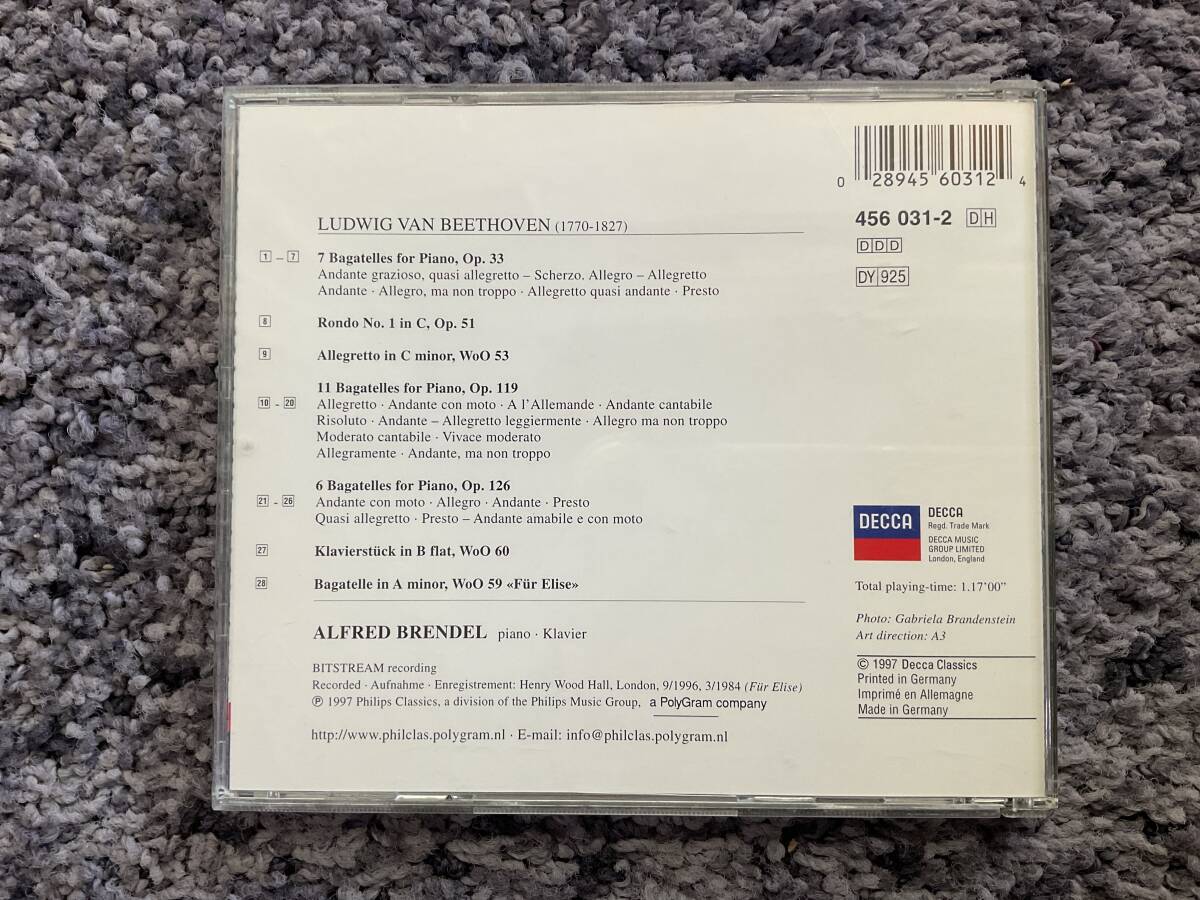 0 28945 60312 4
456 031-2 DH
DDD
DY 925
LUDWIG VAN BEETHOVEN (1770-1827)
1 – 7 7 Bagatelles for Piano, Op. 33
Andante grazioso, quasi allegretto – Scherzo. Allegro – Allegretto
Andante · Allegro, ma non troppo · Allegretto quasi andante · Presto
8 Rondo No. 1 in C, Op. 51
9 Allegretto in C minor, WoO 53
11 Bagatelles for Piano, Op. 119
10 - 20 Allegretto · Andante con moto · A l'Allemande · Andante cantabile
Risoluto · Andante – Allegretto leggiermente · Allegro ma non troppo
Moderato cantabile · Vivace moderato
Allegramente · Andante, ma non troppo
6 Bagatelles for Piano, Op. 126
21 - 26 Andante con moto · Allegro · Andante · Presto
Quasi allegretto · Presto – Andante amabile e con moto
27 Klavierstück in B flat, WoO 60
28 Bagatelle in A minor, WoO 59 «Für Elise»
ALFRED BRENDEL piano · Klavier
BITSTREAM recording
Recorded · Aufnahme · Enregistrement: Henry Wood Hall, London, 9/1996, 3/1984 (Für Elise)
℗ 1997 Philips Classics, a division of the Philips Music Group, a PolyGram company
http://www.philclas.polygram.nl · E-mail: info@philclas.polygram.nl
DECCA
DECCA
Regd. Trade Mark
DECCA MUSIC
GROUP LIMITED
London, England
Total playing-time: 1.17'00"
Photo: Gabriela Brandenstein
Art direction: A3
© 1997 Decca Classics
Printed in Germany
Imprimé en Allemagne
Made in Germany